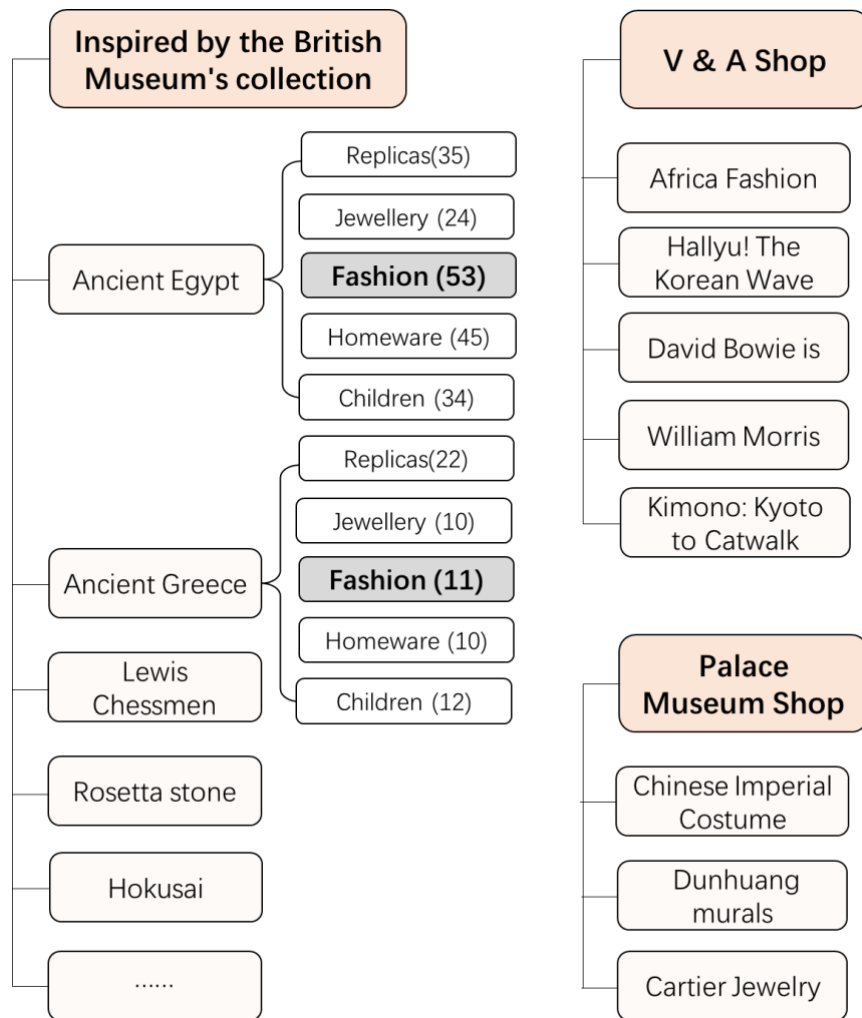 Inspired by the British
Museum's collection
Ancient Egypt
Replicas(35)
Jewellery (24)
Fashion (53)
Homeware (45)
Children (34)
Ancient Greece
Replicas(22)
Jewellery (10)
Fashion (11)
Homeware (10)
Children (12)
Lewis
Chessmen
Rosetta stone
Hokusai
......
V & A Shop
Africa Fashion
Hallyu! The
Korean Wave
David Bowie is
William Morris
Kimono: Kyoto
to Catwalk
Palace
Museum Shop
Chinese Imperial
Costume
Dunhuang
murals
Cartier Jewelry